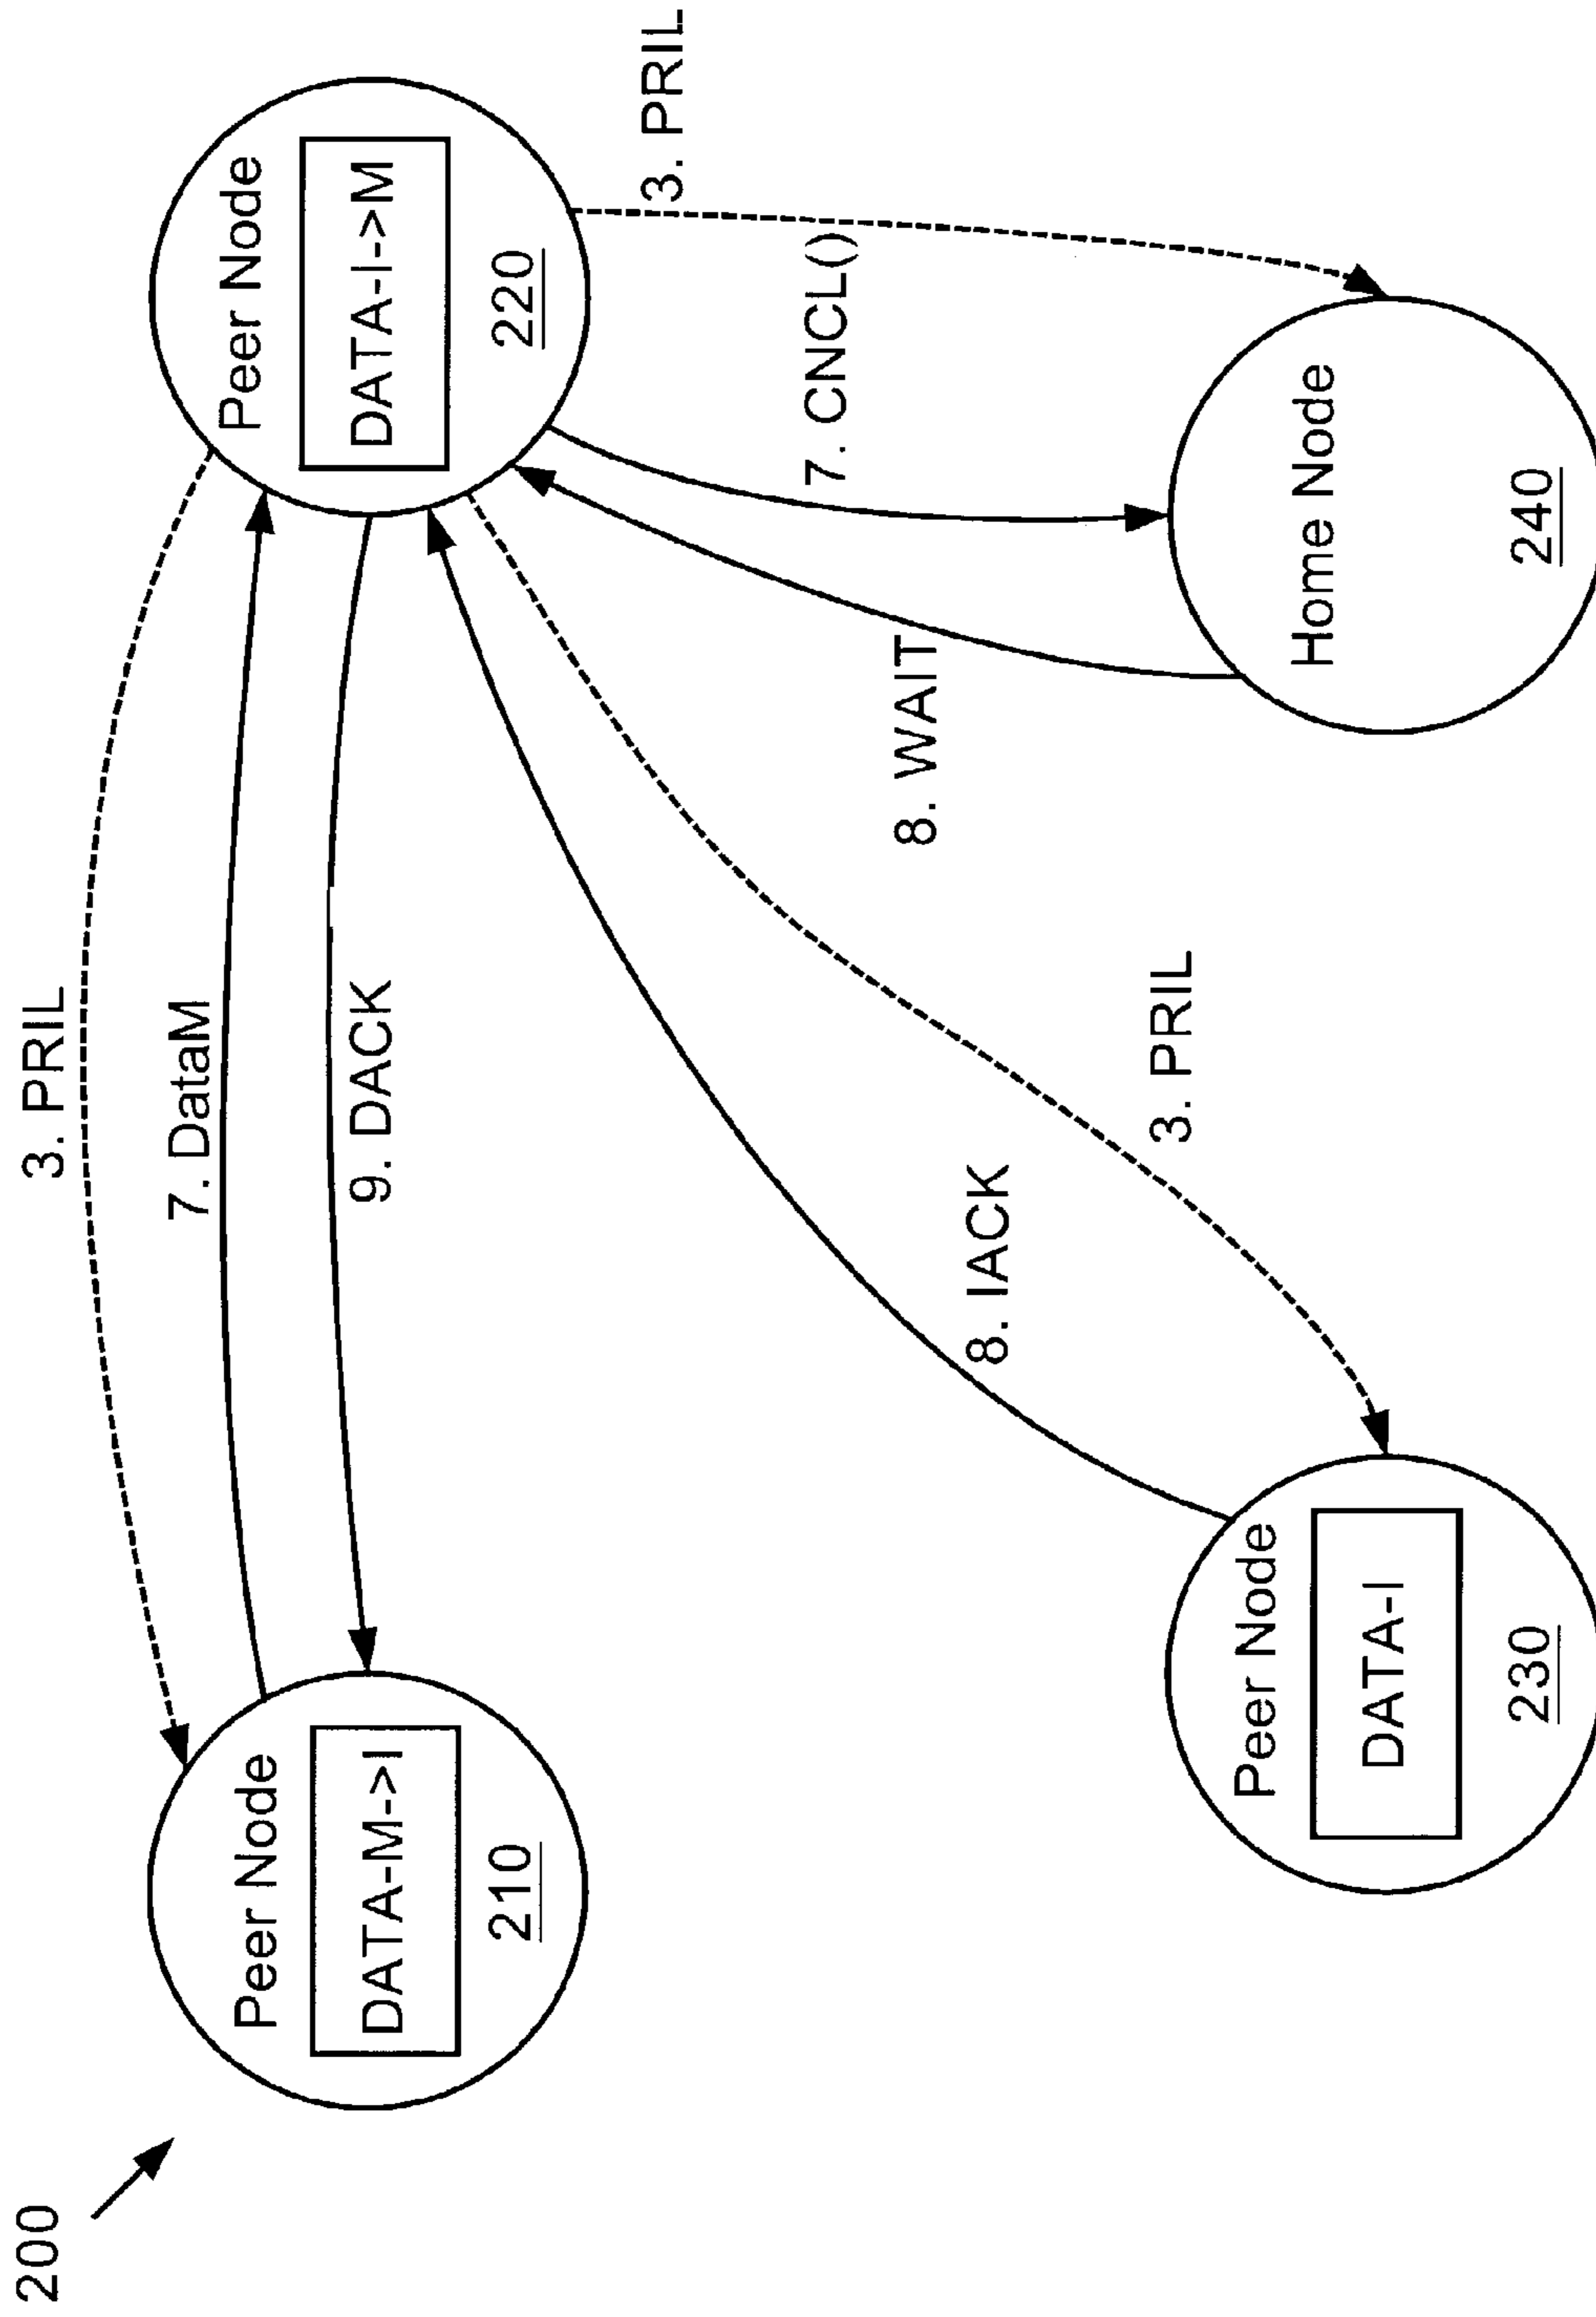 200
3. PRIL
7. DataM
9. DACK
Peer Node
DATA-M->I
210
Peer Node
DATA-I->M
220
3. PRIL
7. CNCL()
8. WAIT
8. IACK
3. PRIL
Peer Node
DATA-I
230
Home Node
240